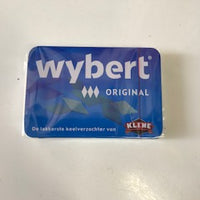 wybert®
ORIGINAL
De lekkerste keelverzachter van
KLENE